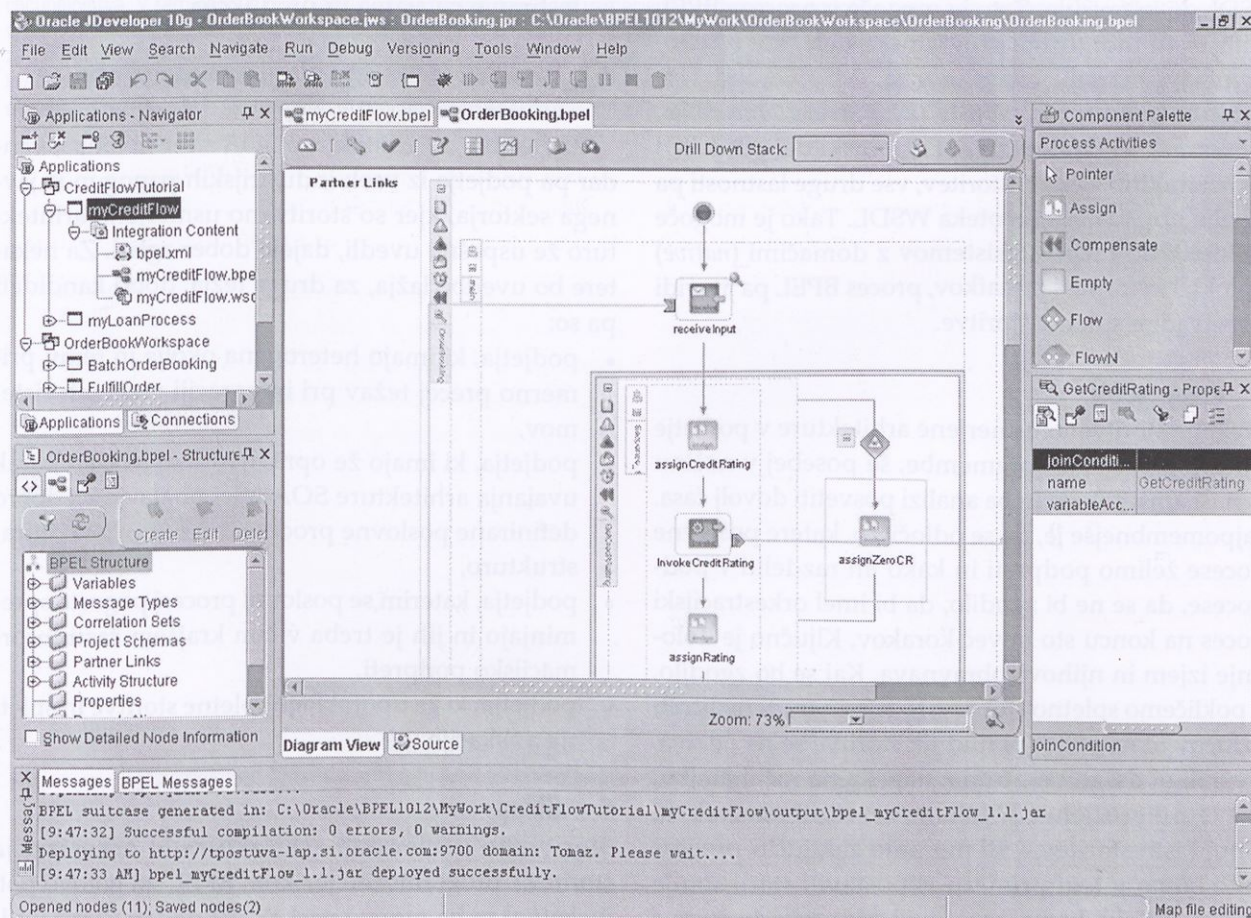 Oracle JDeveloper 10g - OrderBookWorkspace.jws : OrderBooking.jpr : C:\Oracle\BPEL1012\MyWork\OrderBookWorkspace\OrderBooking\OrderBooking.bpel
File Edit View Search Navigate Run Debug Versioning Tools Window Help
Applications - Navigator
Applications
CreditFlowTutorial
myCreditFlow
Integration Content
bpel.xml
myCreditFlow.bpe
myCreditFlow.wsd
myLoanProcess
OrderBookWorkspace
BatchOrderBooking
FulfillOrder
Applications Connections
OrderBooking.bpel - Structure
Create Edit Delet
BPEL Structure
Variables
Message Types
Correlation Sets
Project Schemas
Partner Links
Activity Structure
Properties
Show Detailed Node Information
myCreditFlow.bpel OrderBooking.bpel
Drill Down Stack:
Partner Links
main
receiveInput
assignCreditRating
InvokeCreditRating
assignZeroCR
assignRating
Zoom: 73%
Diagram View Source
Component Palette
Process Activities
Pointer
Assign
Compensate
Empty
Flow
FlowN
GetCreditRating - Prope
joinConditi...
name GetCreditRating
variableAcc...
joinCondition
Messages BPEL Messages
BPEL suitcase generated in: C:\Oracle\BPEL1012\MyWork\CreditFlowTutorial\myCreditFlow\output\bpel_myCreditFlow_1.1.jar
[9:47:32] Successful compilation: 0 errors, 0 warnings.
Deploying to http://tpostuva-lap.si.oracle.com:9700 domain: Tomaz. Please wait....
[9:47:33 AM] bpel_myCreditFlow_1.1.jar deployed successfully.
Opened nodes (11); Saved nodes(2)
Map file editing